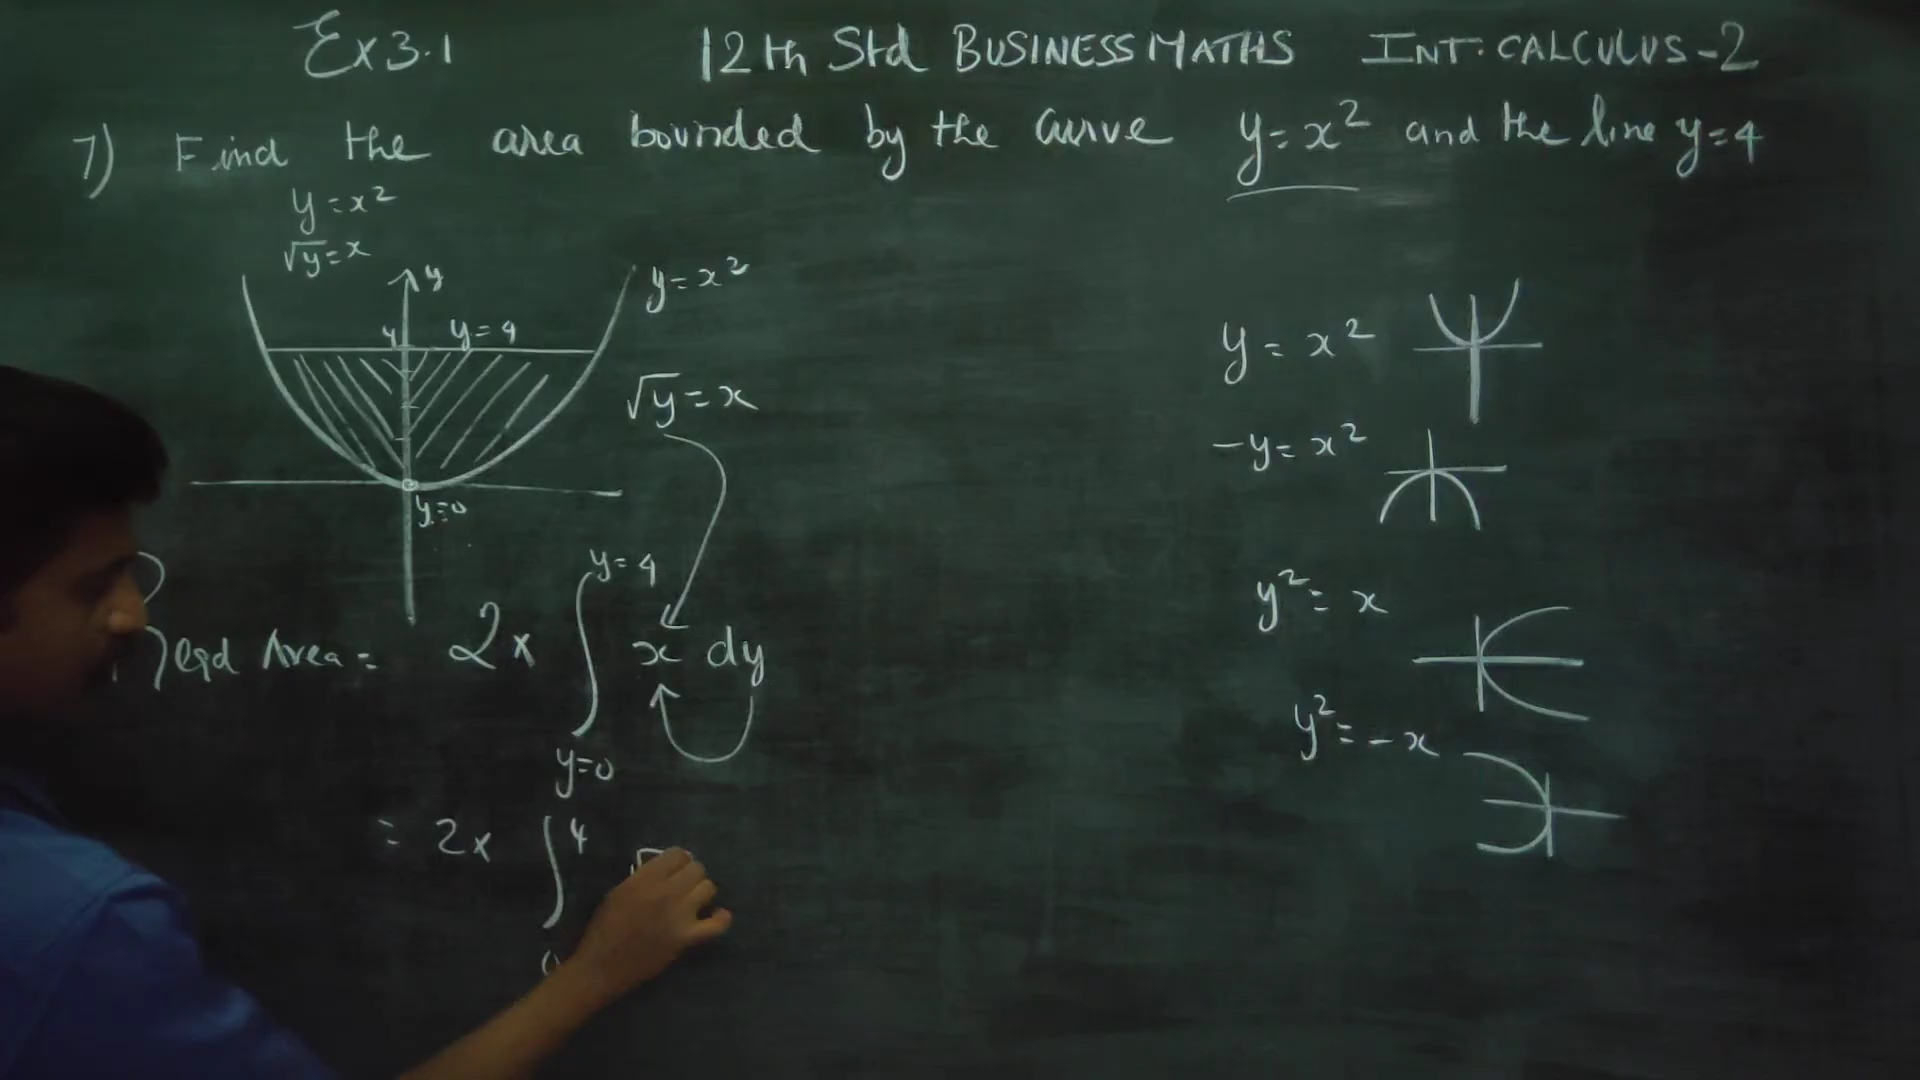 Ex 3.1 12th Std BUSINESS MATHS INT. CALCULUS - 2
7) Find the area bounded by the curve y = x² and the line y = 4
y = x²
√y = x
y
y = x²
4 y = 4
√y = x
y = 0
y = 4
Area = 2 × ∫ x dy
y = 0
= 2 × ∫ 4
0
y = x²
-y = x²
y² = x
y² = -x